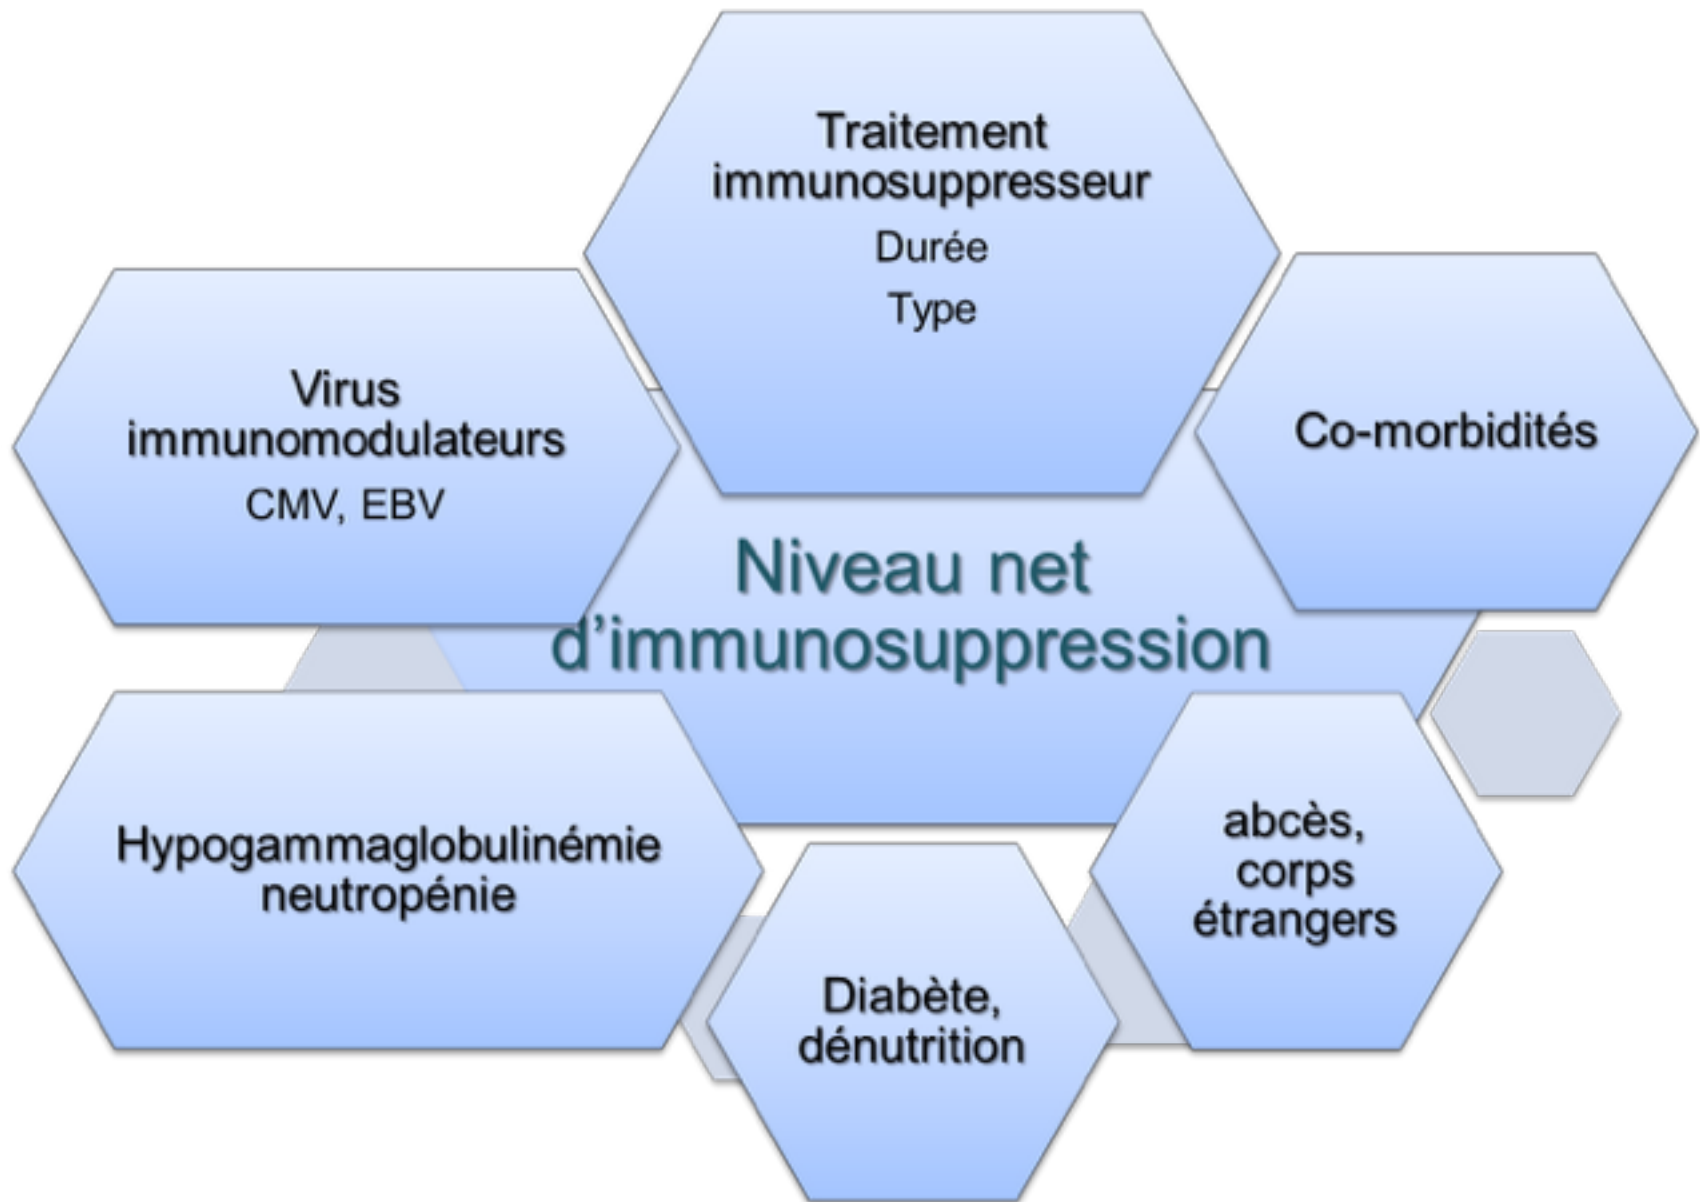 Traitement
immunosuppresseur
Durée
Type
Virus
immunomodulateurs
CMV, EBV
Co-morbidités
Niveau net
d’immunosuppression
Hypogammaglobulinémie
neutropénie
abcès,
corps
étrangers
Diabète,
dénutrition